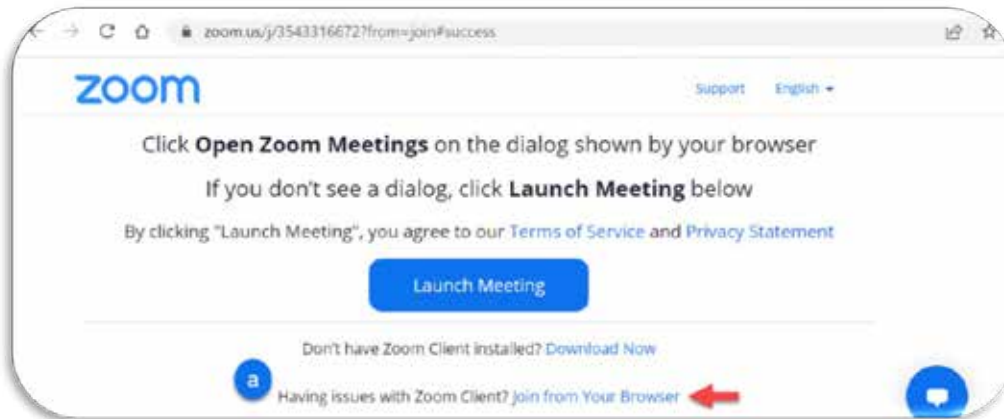 zoom.us/j/3543316672?from=join#success
zoom
Support English
Click Open Zoom Meetings on the dialog shown by your browser
If you don't see a dialog, click Launch Meeting below
By clicking "Launch Meeting", you agree to our Terms of Service and Privacy Statement
Launch Meeting
Don't have Zoom Client installed? Download Now
a
Having issues with Zoom Client? Join from Your Browser